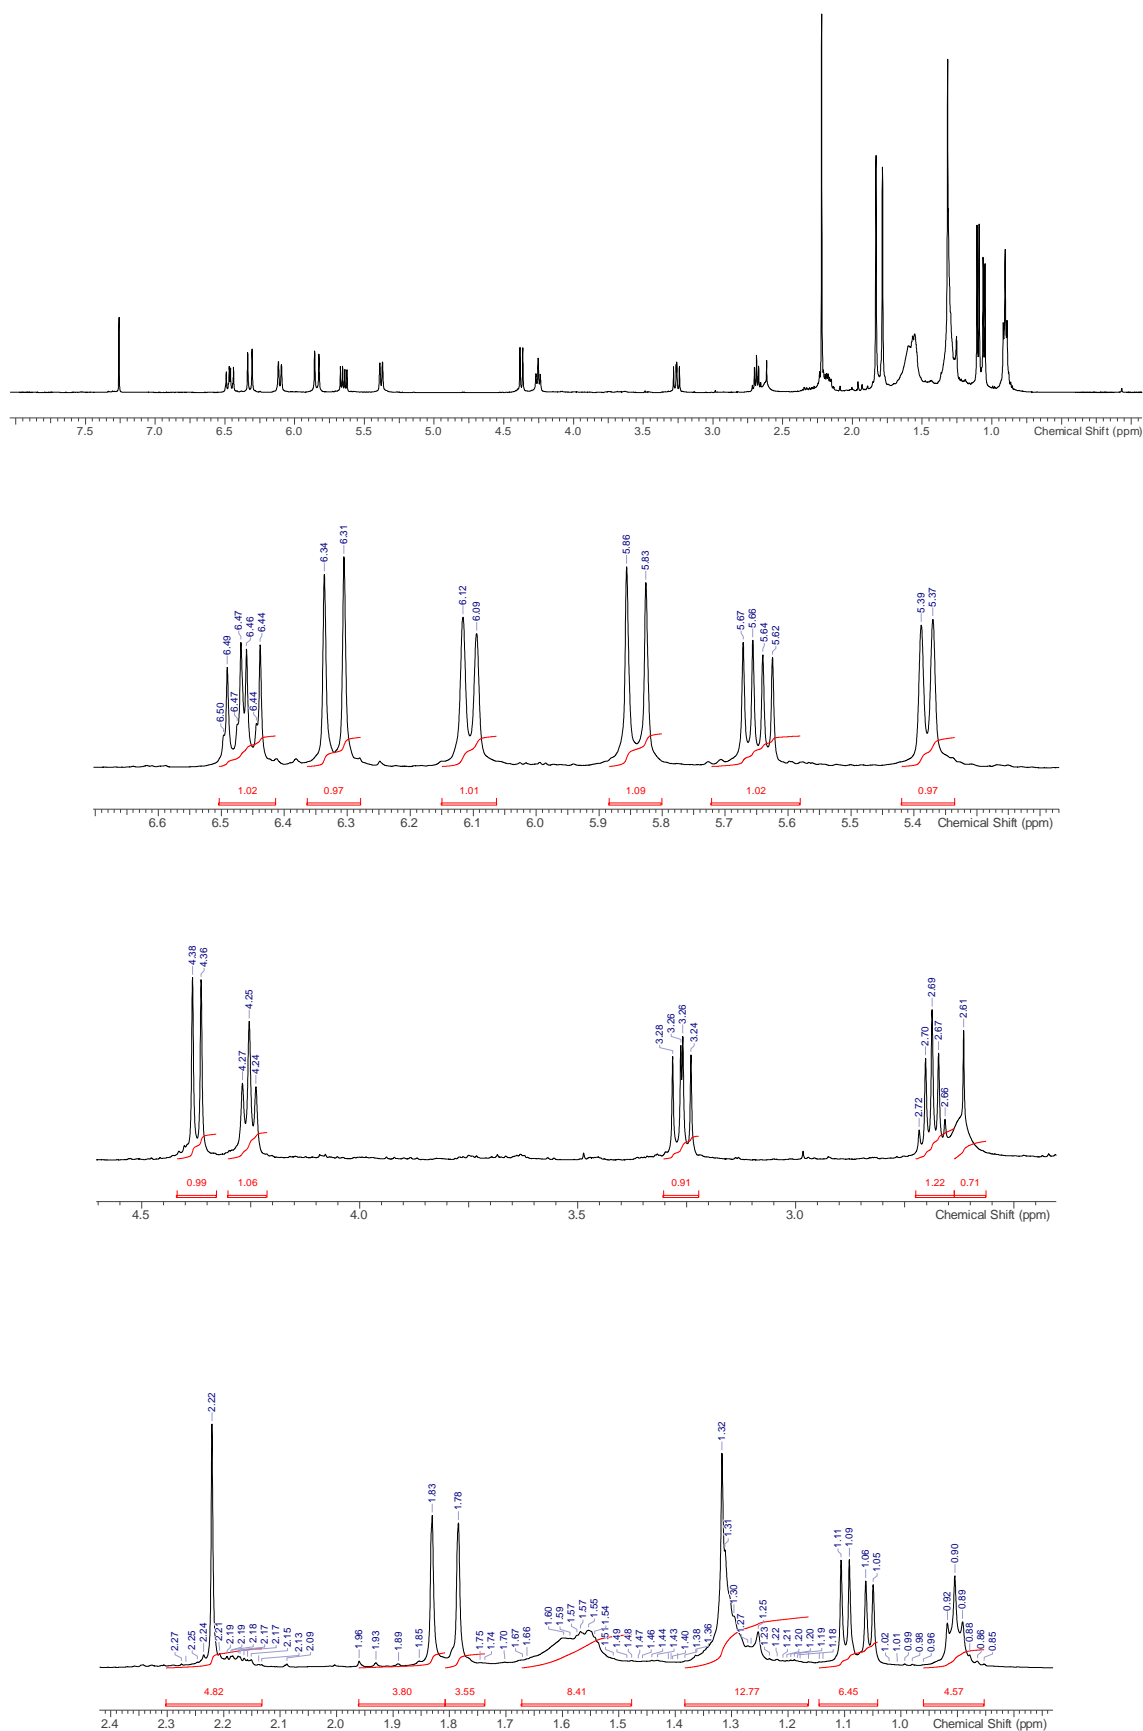 7.5 7.0 6.5 6.0 5.5 5.0 4.5 4.0 3.5 3.0 2.5 2.0 1.5 1.0 Chemical Shift (ppm)
6.50 6.49 6.47 6.47 6.46 6.44 6.44 6.34 6.31 6.12 6.09 5.86 5.83 5.67 5.66 5.64 5.62 5.39 5.37
1.02 0.97 1.01 1.09 1.02 0.97
6.6 6.5 6.4 6.3 6.2 6.1 6.0 5.9 5.8 5.7 5.6 5.5 5.4 Chemical Shift (ppm)
4.38 4.36 4.27 4.25 4.24 3.28 3.26 3.26 3.24 2.72 2.70 2.69 2.67 2.66 2.61
0.99 1.06 0.91 1.22 0.71
4.5 4.0 3.5 3.0 Chemical Shift (ppm)
2.27 2.25 2.24 2.22 2.21 2.19 2.19 2.18 2.17 2.17 2.15 2.13 2.09 1.96 1.93 1.89 1.85 1.83 1.78 1.75 1.74 1.70 1.67 1.66 1.60 1.59 1.57 1.57 1.55 1.54 1.51 1.49 1.48 1.47 1.46 1.44 1.43 1.40 1.38 1.36 1.32 1.31 1.30 1.27 1.25 1.23 1.22 1.21 1.20 1.20 1.19 1.18 1.11 1.09 1.06 1.05 1.02 1.01 0.99 0.98 0.96 0.92 0.90 0.89 0.88 0.86 0.85
4.82 3.80 3.55 8.41 12.77 6.45 4.57
2.4 2.3 2.2 2.1 2.0 1.9 1.8 1.7 1.6 1.5 1.4 1.3 1.2 1.1 1.0 0.9 Chemical Shift (ppm)